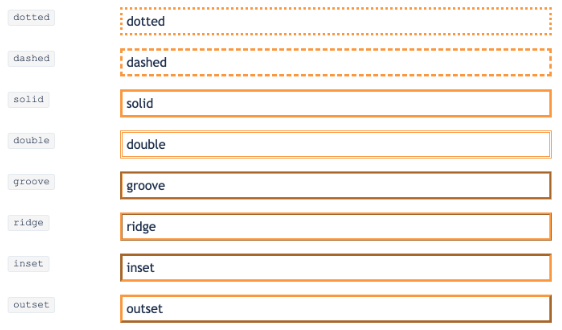 dotted dotted
dashed dashed
solid solid
double double
groove groove
ridge ridge
inset inset
outset outset